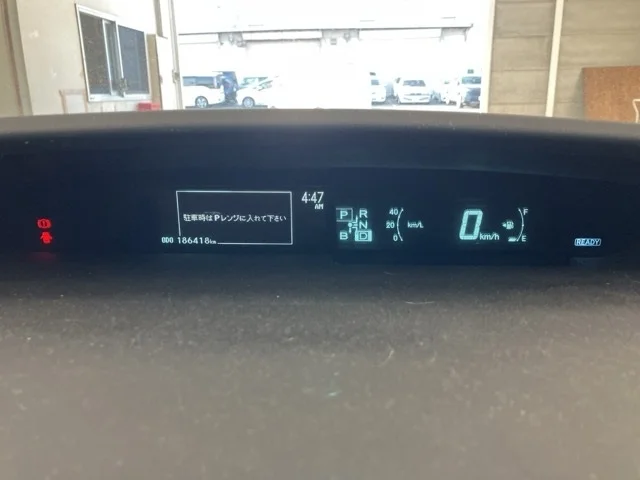 4:47
AM
駐車時はPレンジに入れて下さい
ODO 186418km
P R
N
B D
40
20 km/L
0
0 km/h
F
E
READY